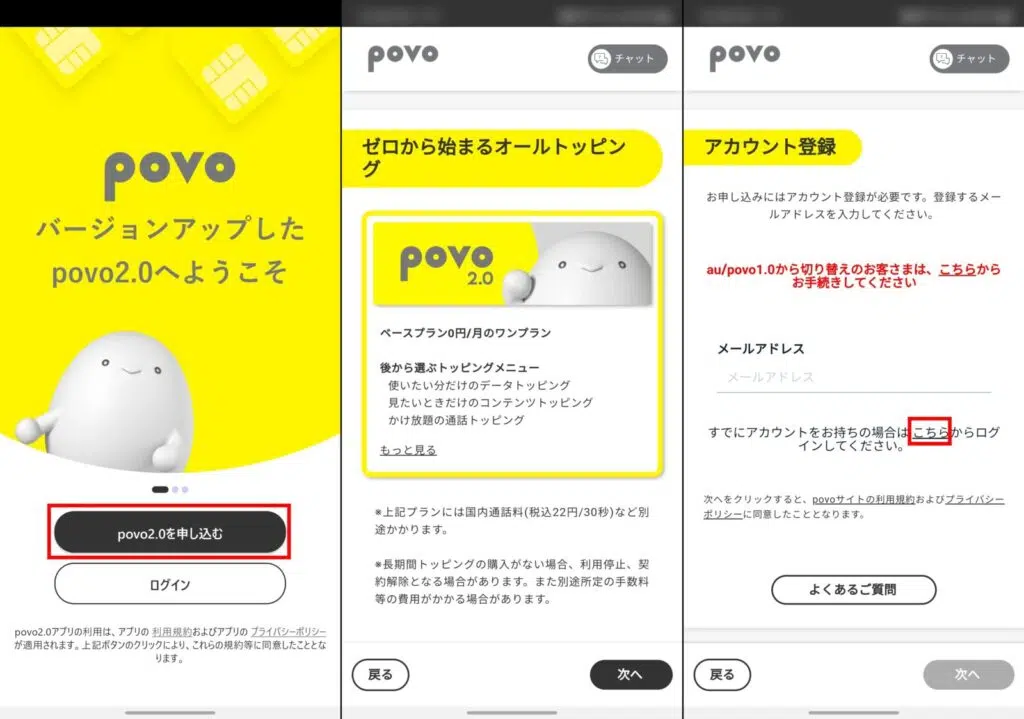 povo
バージョンアップした
povo2.0へようこそ
povo2.0を申し込む
ログイン
povo2.0アプリの利用は、アプリの 利用規約およびアプリの プライバシーポリシー
が適用されます。上記ボタンのクリックにより、これらの規約等に同意したこととな
ります。
povo
チャット
ゼロから始まるオールトッピン
グ
povo
2.0
ベースプラン0円/月のワンプラン
後から選ぶトッピングメニュー
使いたい分だけのデータトッピング
見たいときだけのコンテンツトッピング
かけ放題の通話トッピング
もっと見る
※上記プランには国内通話料(税込22円/30秒)など別
途かかります。
※長期間トッピングの購入がない場合、利用停止、契
約解除となる場合があります。また別途所定の手数料
等の費用がかかる場合があります。
戻る
次へ
povo
チャット
アカウント登録
お申し込みにはアカウント登録が必要です。登録するメー
ルアドレスを入力してください。
au/povo1.0から切り替えのお客さまは、こちらから
お手続きしてください
メールアドレス
メールアドレス
すでにアカウントをお持ちの場合はこちらからログ
インしてください。
次へをクリックすると、povoサイトの利用規約およびプライバシー
ポリシーに同意したこととなります。
よくあるご質問
戻る
次へ